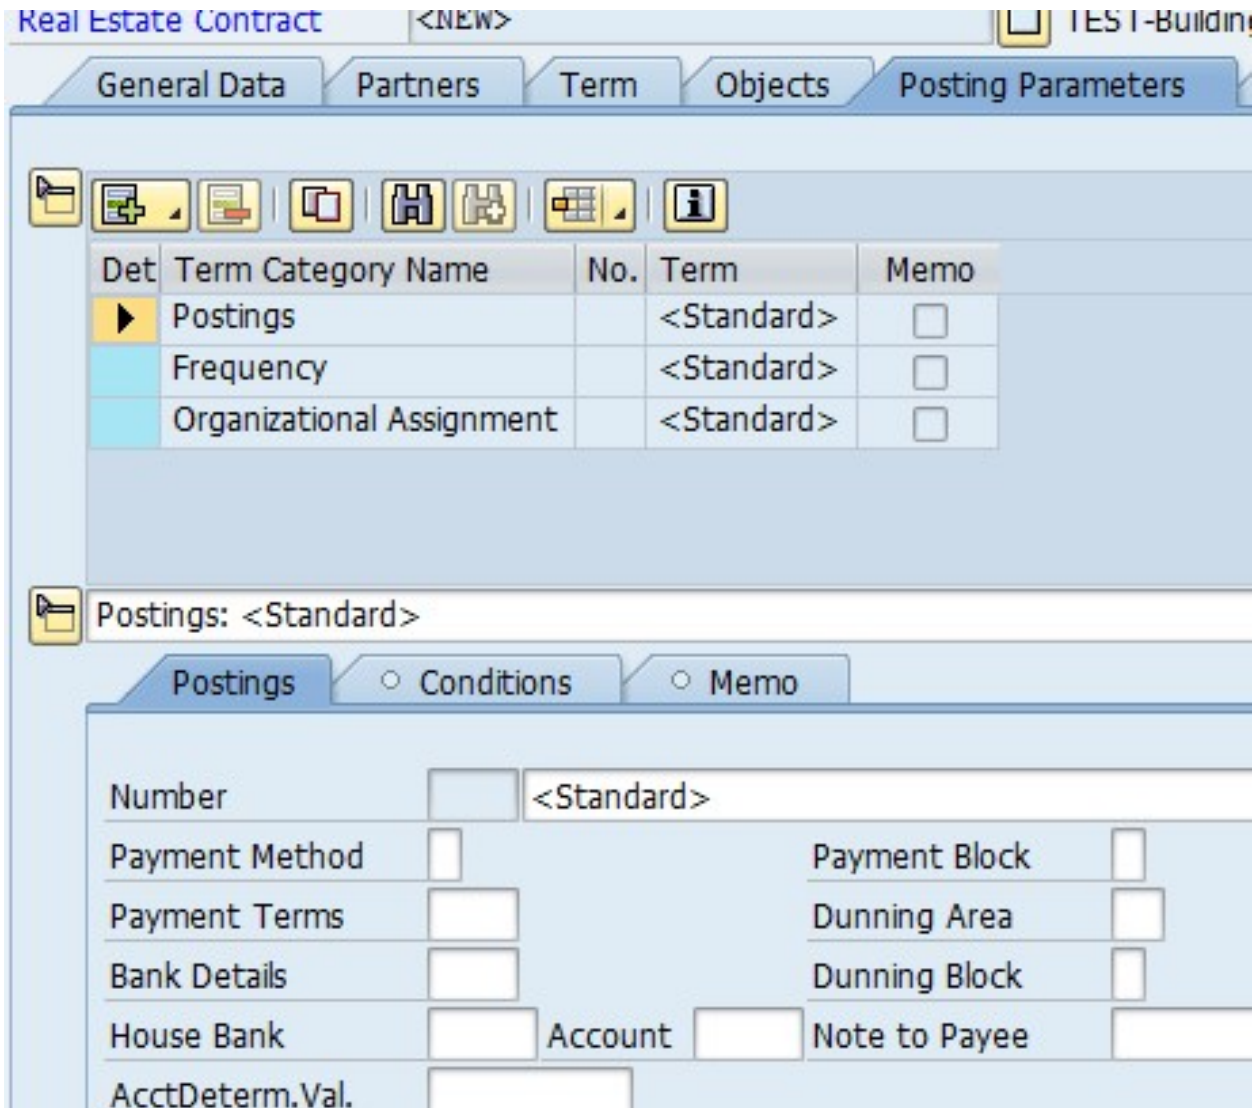 Real Estate Contract <NEW> TEST-Building
General Data Partners Term Objects Posting Parameters
Det Term Category Name No. Term Memo
Postings <Standard>
Frequency <Standard>
Organizational Assignment <Standard>
Postings: <Standard>
Postings Conditions Memo
Number <Standard>
Payment Method Payment Block
Payment Terms Dunning Area
Bank Details Dunning Block
House Bank Account Note to Payee
AcctDeterm.Val.